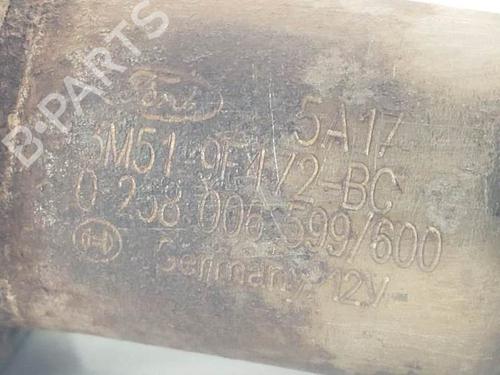 B-PARTS
Ford
5A17
5M51 9F472-BC
0 258 006 599/600
Germany 12V